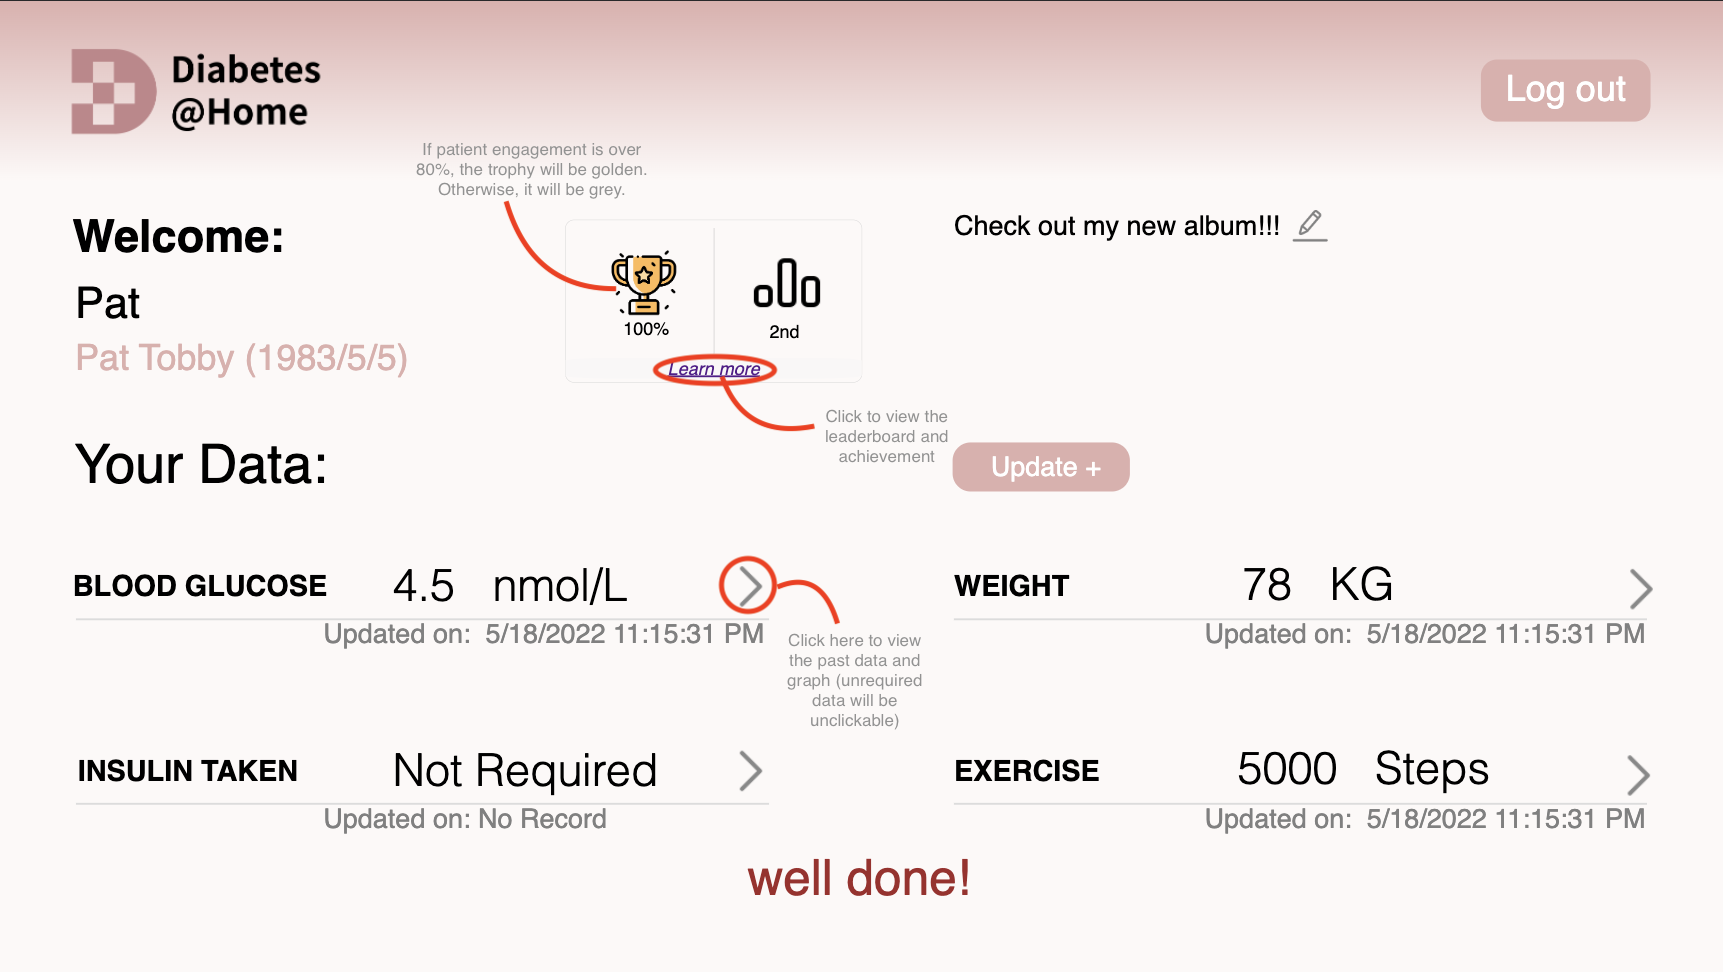 Diabetes
@Home
Log out
If patient engagement is over
80%, the trophy will be golden.
Otherwise, it will be grey.
Welcome:
Pat
Pat Tobby (1983/5/5)
100%
2nd
Learn more
Check out my new album!!!
Click to view the
leaderboard and
achievement
Your Data:
Update +
BLOOD GLUCOSE 4.5 nmol/L
Updated on: 5/18/2022 11:15:31 PM
WEIGHT 78 KG
Updated on: 5/18/2022 11:15:31 PM
Click here to view
the past data and
graph (unrequired
data will be
unclickable)
INSULIN TAKEN Not Required
Updated on: No Record
EXERCISE 5000 Steps
Updated on: 5/18/2022 11:15:31 PM
well done!